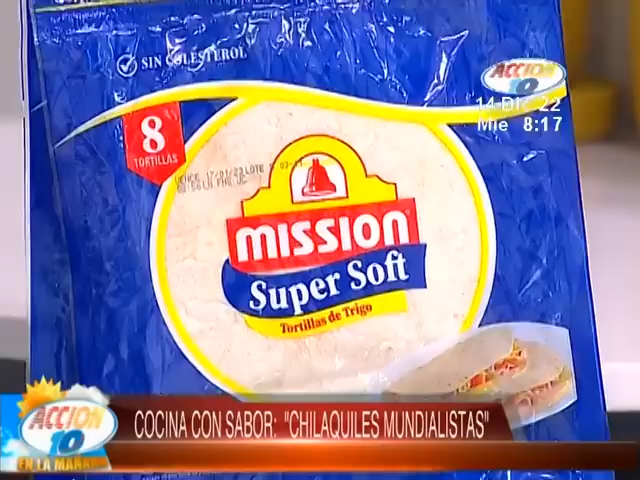 SIN COLESTEROL
ACCION
10
14 DIC 22
Mie 8:17
8
TORTILLAS
MISSION
Super Soft
Tortillas de Trigo
ACCION
10
EN LA MAÑANA
COCINA CON SABOR: "CHILAQUILES MUNDIALISTAS"